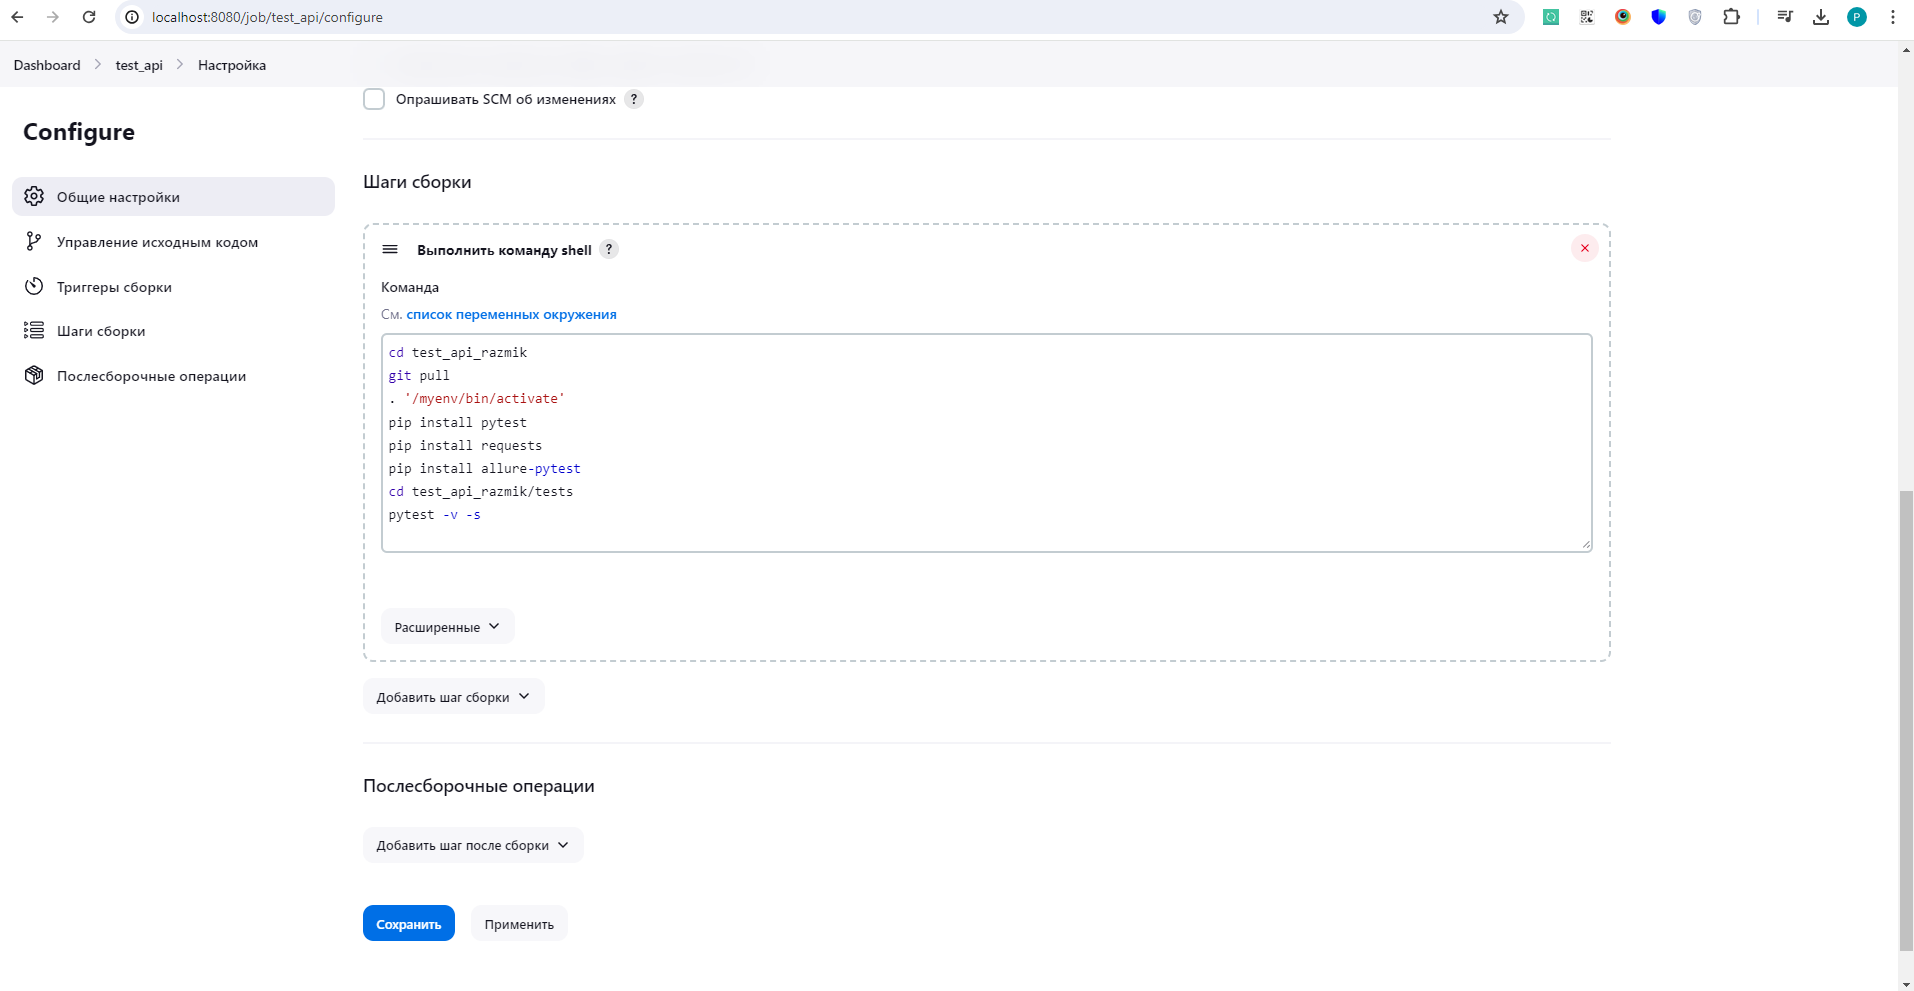 localhost:8080/job/test_api/configure
P
Dashboard > test_api > Настройка
Configure
Общие настройки
Управление исходным кодом
Триггеры сборки
Шаги сборки
Послесборочные операции
Опрашивать SCM об изменениях ?
Шаги сборки
Выполнить команду shell ?
Команда
См. список переменных окружения
cd test_api_razmik
git pull
. '/myenv/bin/activate'
pip install pytest
pip install requests
pip install allure-pytest
cd test_api_razmik/tests
pytest -v -s
Расширенные
Добавить шаг сборки
Послесборочные операции
Добавить шаг после сборки
Сохранить
Применить